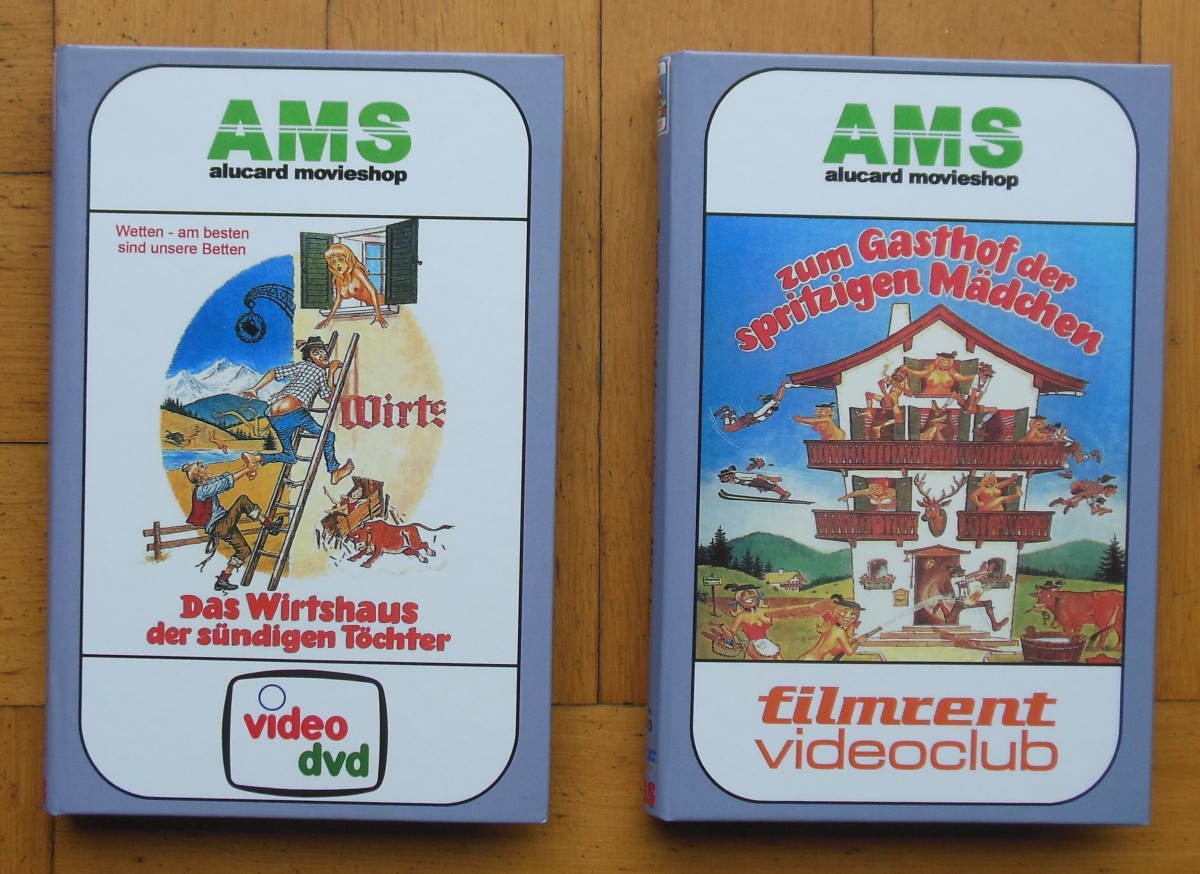 AMS
alucard movieshop
Wetten - am besten
sind unsere Betten
Wirts
Das Wirtshaus
der sündigen Töchter
video
dvd
AMS
alucard movieshop
zum Gasthof der
spritzigen Mädchen
filmrent
videoclub